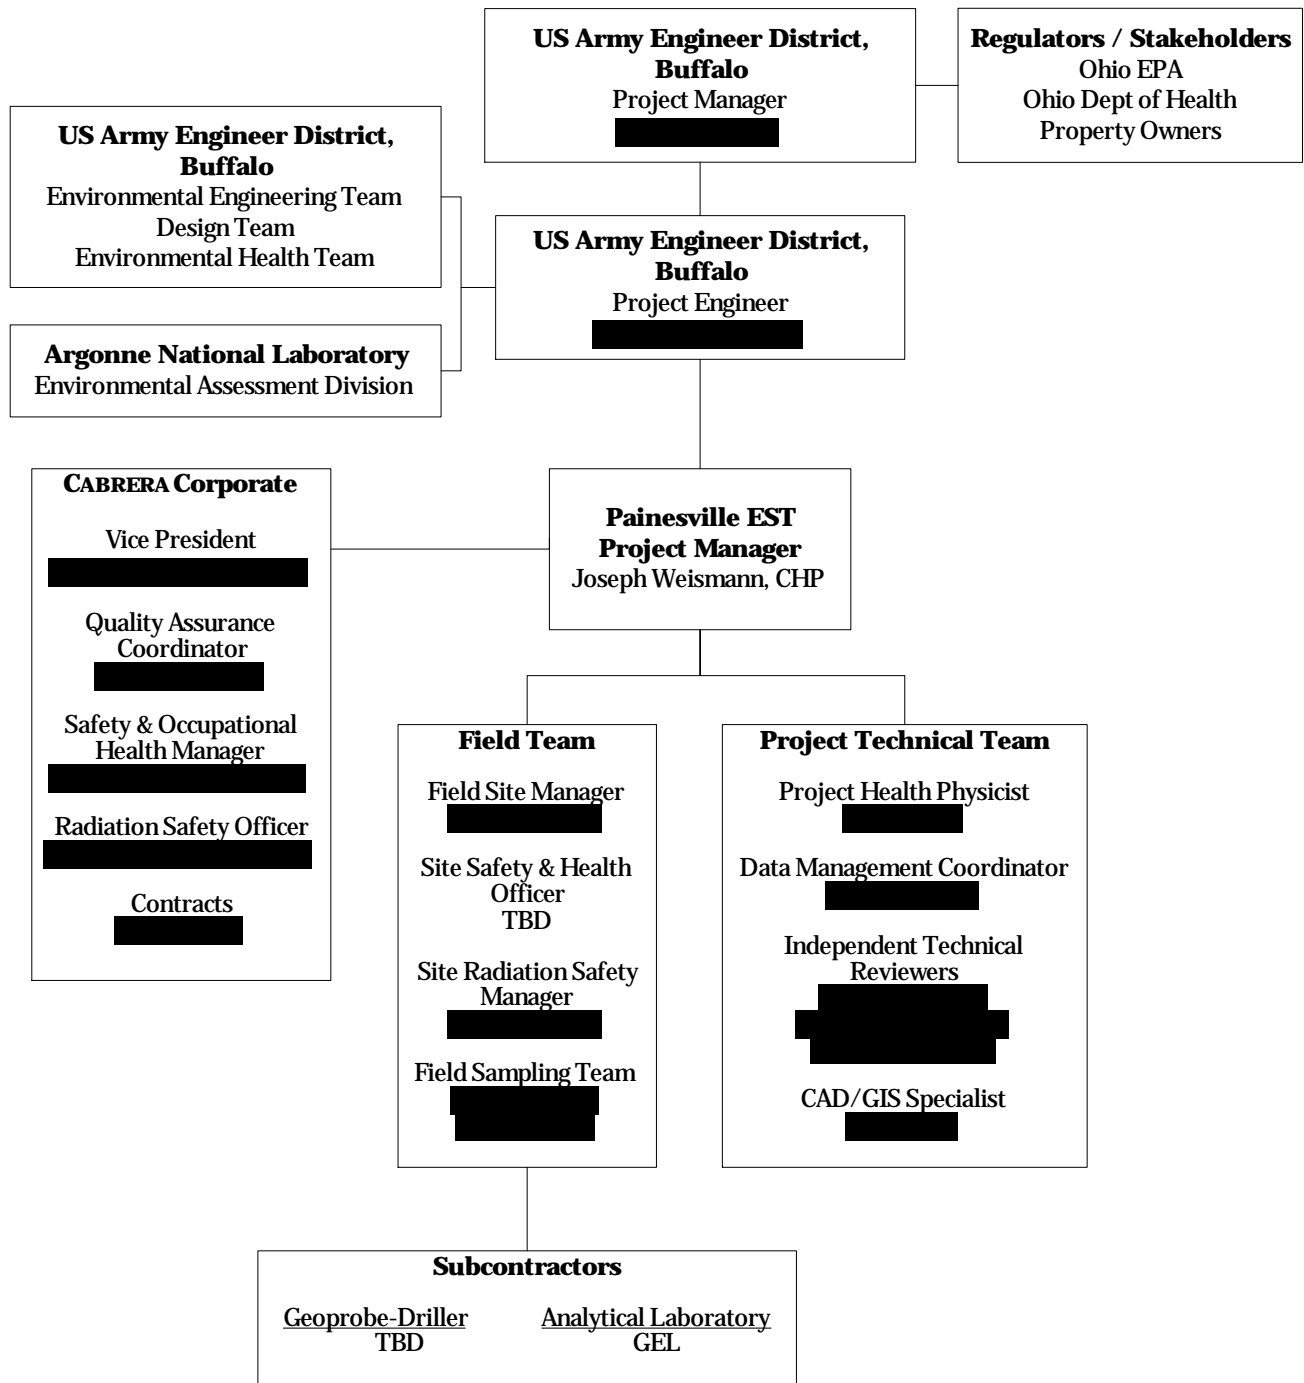 US Army Engineer District,
Buffalo
Project Manager
Regulators / Stakeholders
Ohio EPA
Ohio Dept of Health
Property Owners
US Army Engineer District,
Buffalo
Environmental Engineering Team
Design Team
Environmental Health Team
US Army Engineer District,
Buffalo
Project Engineer
Argonne National Laboratory
Environmental Assessment Division
CABRERA Corporate
Vice President
Quality Assurance
Coordinator
Safety & Occupational
Health Manager
Radiation Safety Officer
Contracts
Painesville EST
Project Manager
Joseph Weismann, CHP
Field Team
Field Site Manager
Site Safety & Health
Officer
TBD
Site Radiation Safety
Manager
Field Sampling Team
Project Technical Team
Project Health Physicist
Data Management Coordinator
Independent Technical
Reviewers
CAD/GIS Specialist
Subcontractors
Geoprobe-Driller
TBD
Analytical Laboratory
GEL